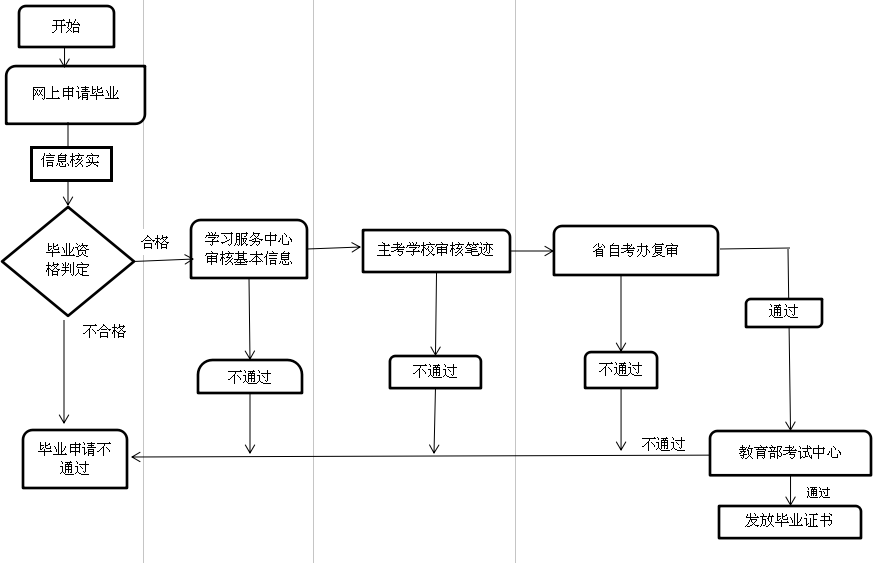 开始
网上申请毕业
信息核实
毕业资
格判定
合格
学习服务中心
审核基本信息
主考学校审核笔迹
省自考办复审
通过
不合格
不通过
不通过
不通过
毕业申请不
通过
不通过
教育部考试中心
通过
发放毕业证书